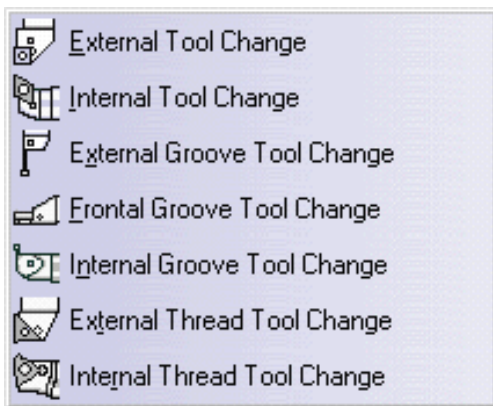 External Tool Change
Internal Tool Change
External Groove Tool Change
Frontal Groove Tool Change
Internal Groove Tool Change
External Thread Tool Change
Internal Thread Tool Change